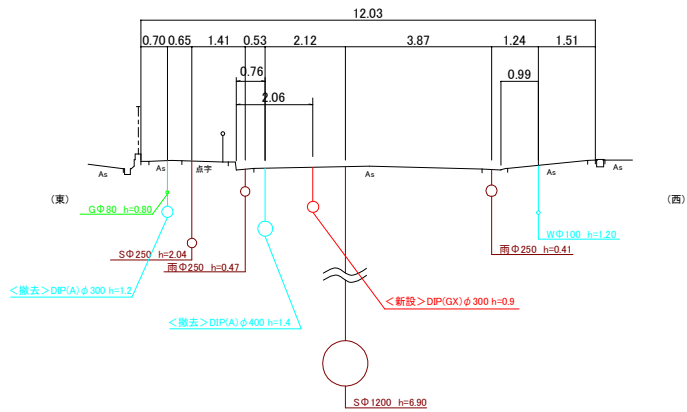 12.03
0.70 0.65 1.41 0.53 2.12 3.87 1.24 1.51
0.76 0.99
2.06
As 点字 As As As As As
(東) (西)
GΦ80 h=0.80
SΦ250 h=2.04
雨Φ250 h=0.47
雨Φ250 h=0.41
WΦ100 h=1.20
<撤去>DIP(A)φ300 h=1.2
<撤去>DIP(A)φ400 h=1.4
<新設>DIP(GX)φ300 h=0.9
SΦ1200 h=6.90